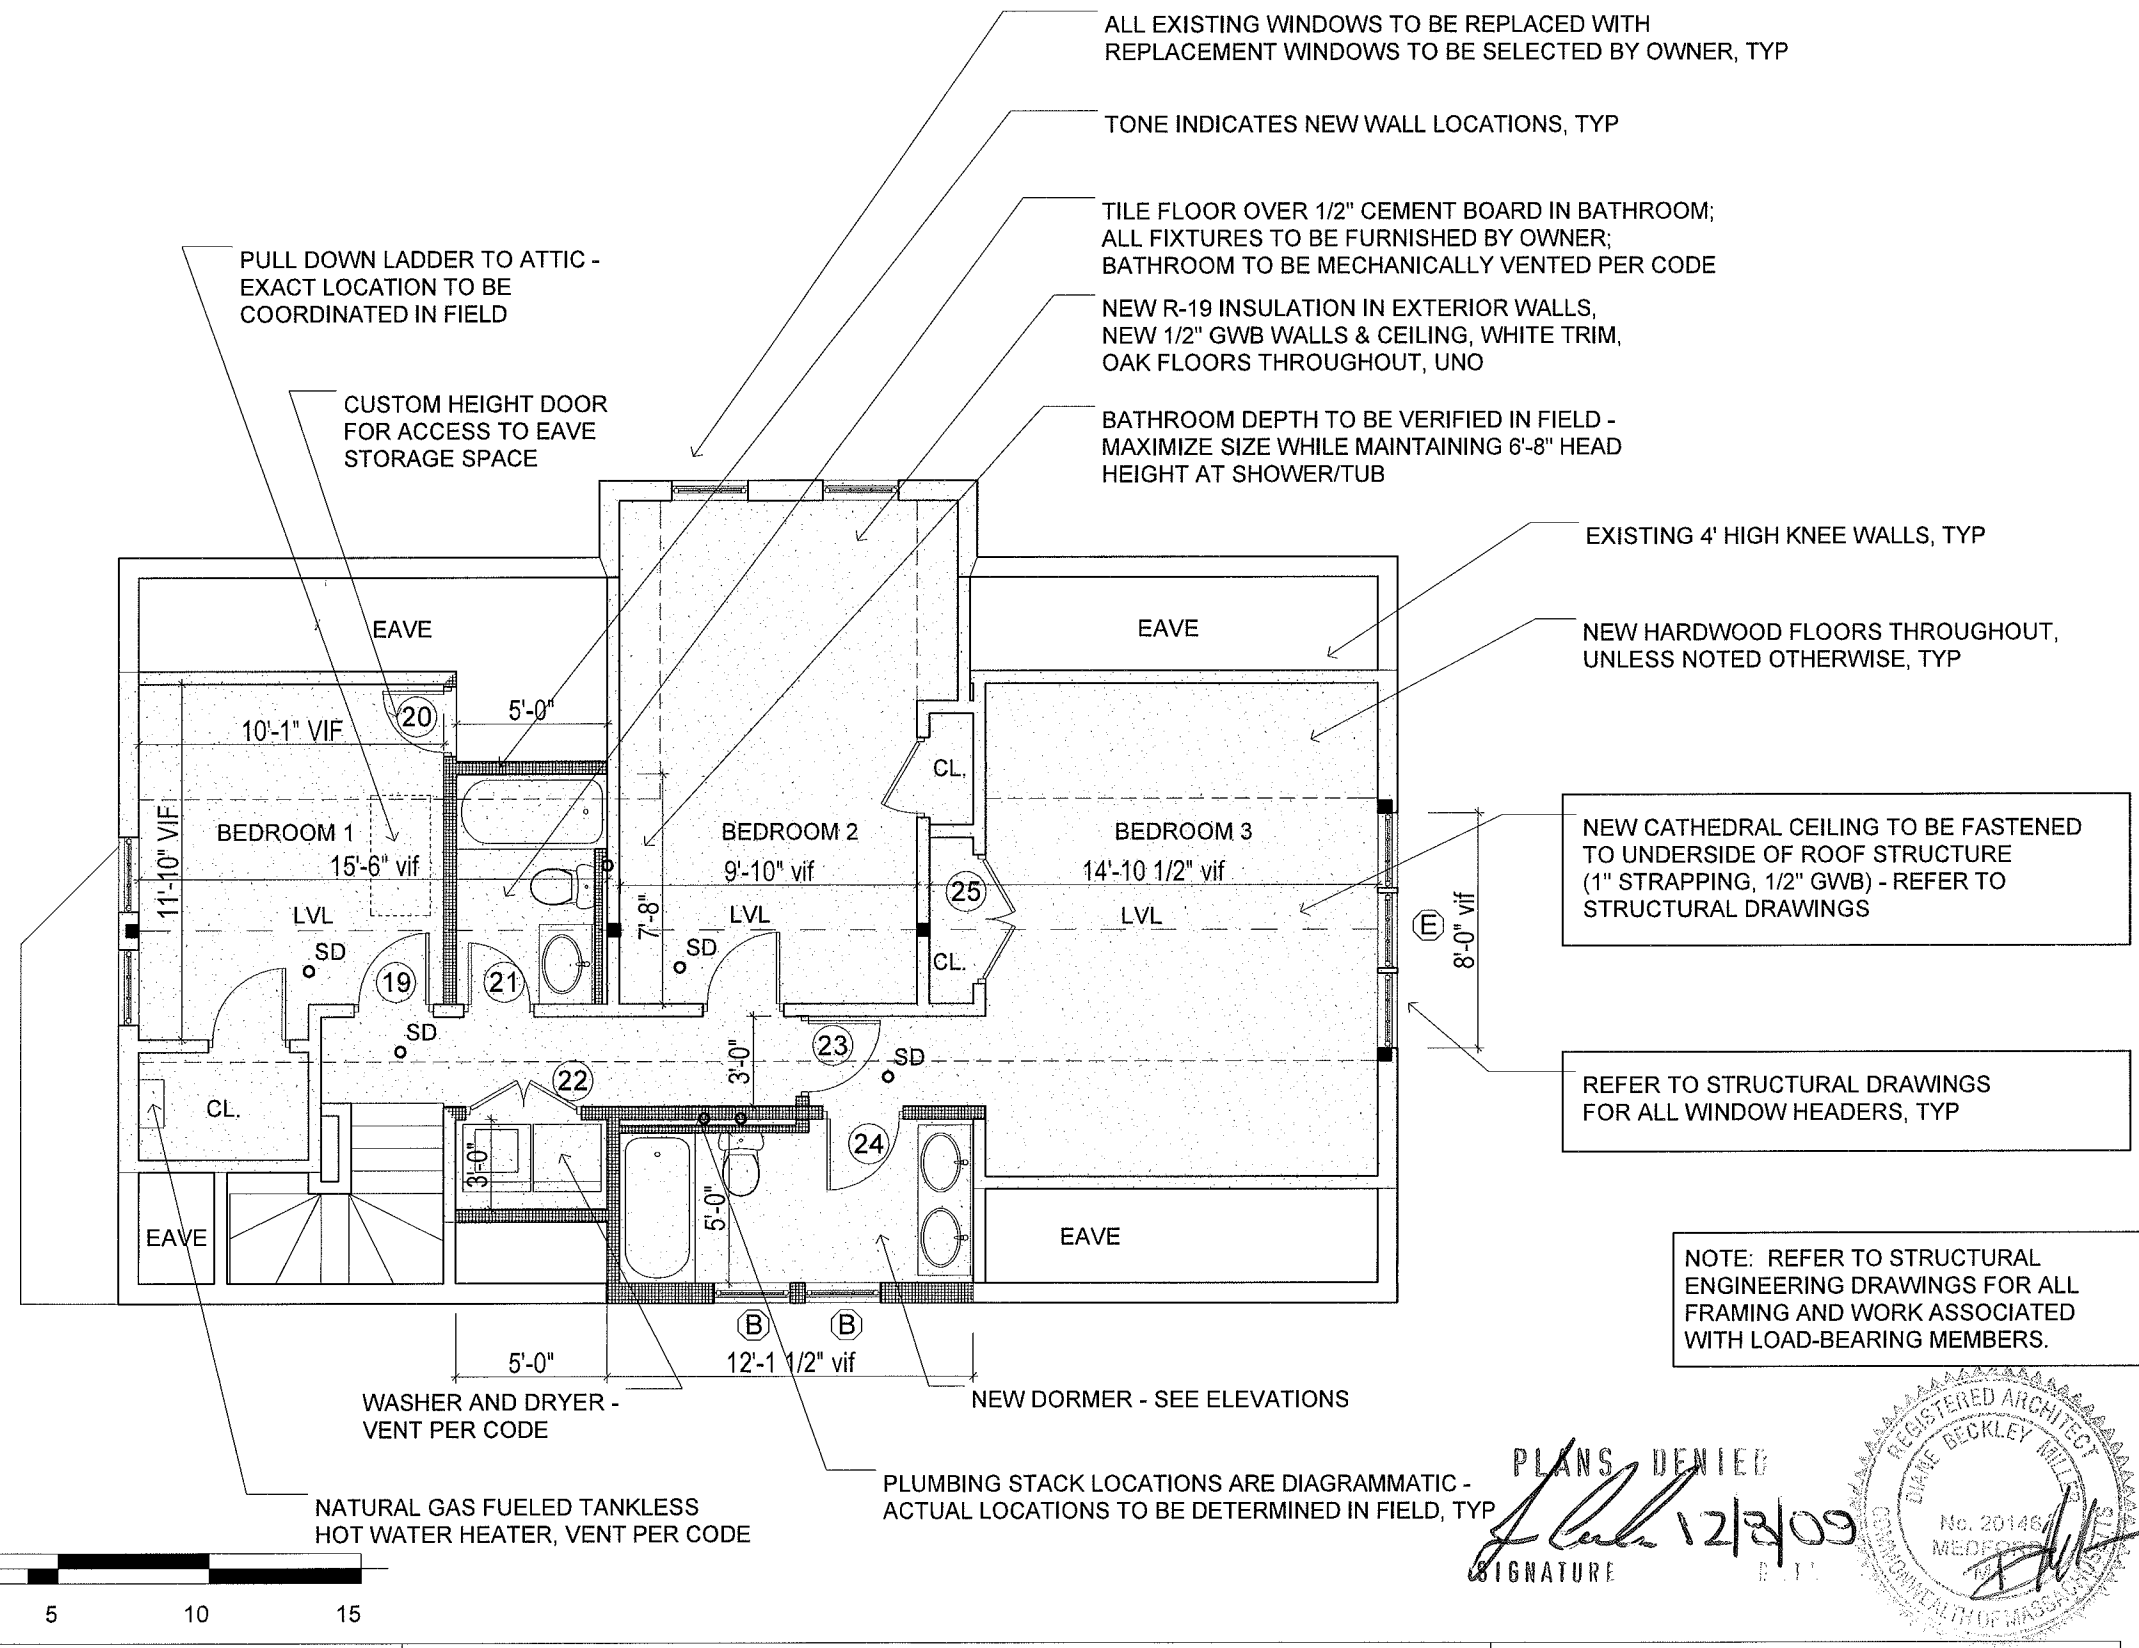 ALL EXISTING WINDOWS TO BE REPLACED WITH
REPLACEMENT WINDOWS TO BE SELECTED BY OWNER, TYP
TONE INDICATES NEW WALL LOCATIONS, TYP
TILE FLOOR OVER 1/2" CEMENT BOARD IN BATHROOM;
ALL FIXTURES TO BE FURNISHED BY OWNER;
BATHROOM TO BE MECHANICALLY VENTED PER CODE
PULL DOWN LADDER TO ATTIC -
EXACT LOCATION TO BE
COORDINATED IN FIELD
NEW R-19 INSULATION IN EXTERIOR WALLS,
NEW 1/2" GWB WALLS & CEILING, WHITE TRIM,
OAK FLOORS THROUGHOUT, UNO
CUSTOM HEIGHT DOOR
FOR ACCESS TO EAVE
STORAGE SPACE
BATHROOM DEPTH TO BE VERIFIED IN FIELD -
MAXIMIZE SIZE WHILE MAINTAINING 6'-8" HEAD
HEIGHT AT SHOWER/TUB
EXISTING 4' HIGH KNEE WALLS, TYP
EAVE
EAVE
NEW HARDWOOD FLOORS THROUGHOUT,
UNLESS NOTED OTHERWISE, TYP
10'-1" VIF
20
5'-0"
CL.
BEDROOM 1
BEDROOM 2
BEDROOM 3
11'-10" VIF
15'-6" vif
9'-10" vif
14'-10 1/2" vif
25
LVL
LVL
LVL
7'-8"
E
8'-0" vif
NEW CATHEDRAL CEILING TO BE FASTENED
TO UNDERSIDE OF ROOF STRUCTURE
(1" STRAPPING, 1/2" GWB) - REFER TO
STRUCTURAL DRAWINGS
SD
SD
CL.
19
21
SD
23
SD
3'-0"
22
CL.
24
3'-0"
5'-0"
REFER TO STRUCTURAL DRAWINGS
FOR ALL WINDOW HEADERS, TYP
EAVE
EAVE
NOTE: REFER TO STRUCTURAL
ENGINEERING DRAWINGS FOR ALL
FRAMING AND WORK ASSOCIATED
WITH LOAD-BEARING MEMBERS.
B
B
5'-0"
12'-1 1/2" vif
WASHER AND DRYER -
VENT PER CODE
NEW DORMER - SEE ELEVATIONS
PLUMBING STACK LOCATIONS ARE DIAGRAMMATIC -
ACTUAL LOCATIONS TO BE DETERMINED IN FIELD, TYP
NATURAL GAS FUELED TANKLESS
HOT WATER HEATER, VENT PER CODE
PLANS DENIED
12/3/09
SIGNATURE
REGISTERED ARCHITECT
DIANE BECKLEY MILLER
No. 20146
MEDFORD
COMMONWEALTH OF MASSACHUSETTS
5
10
15